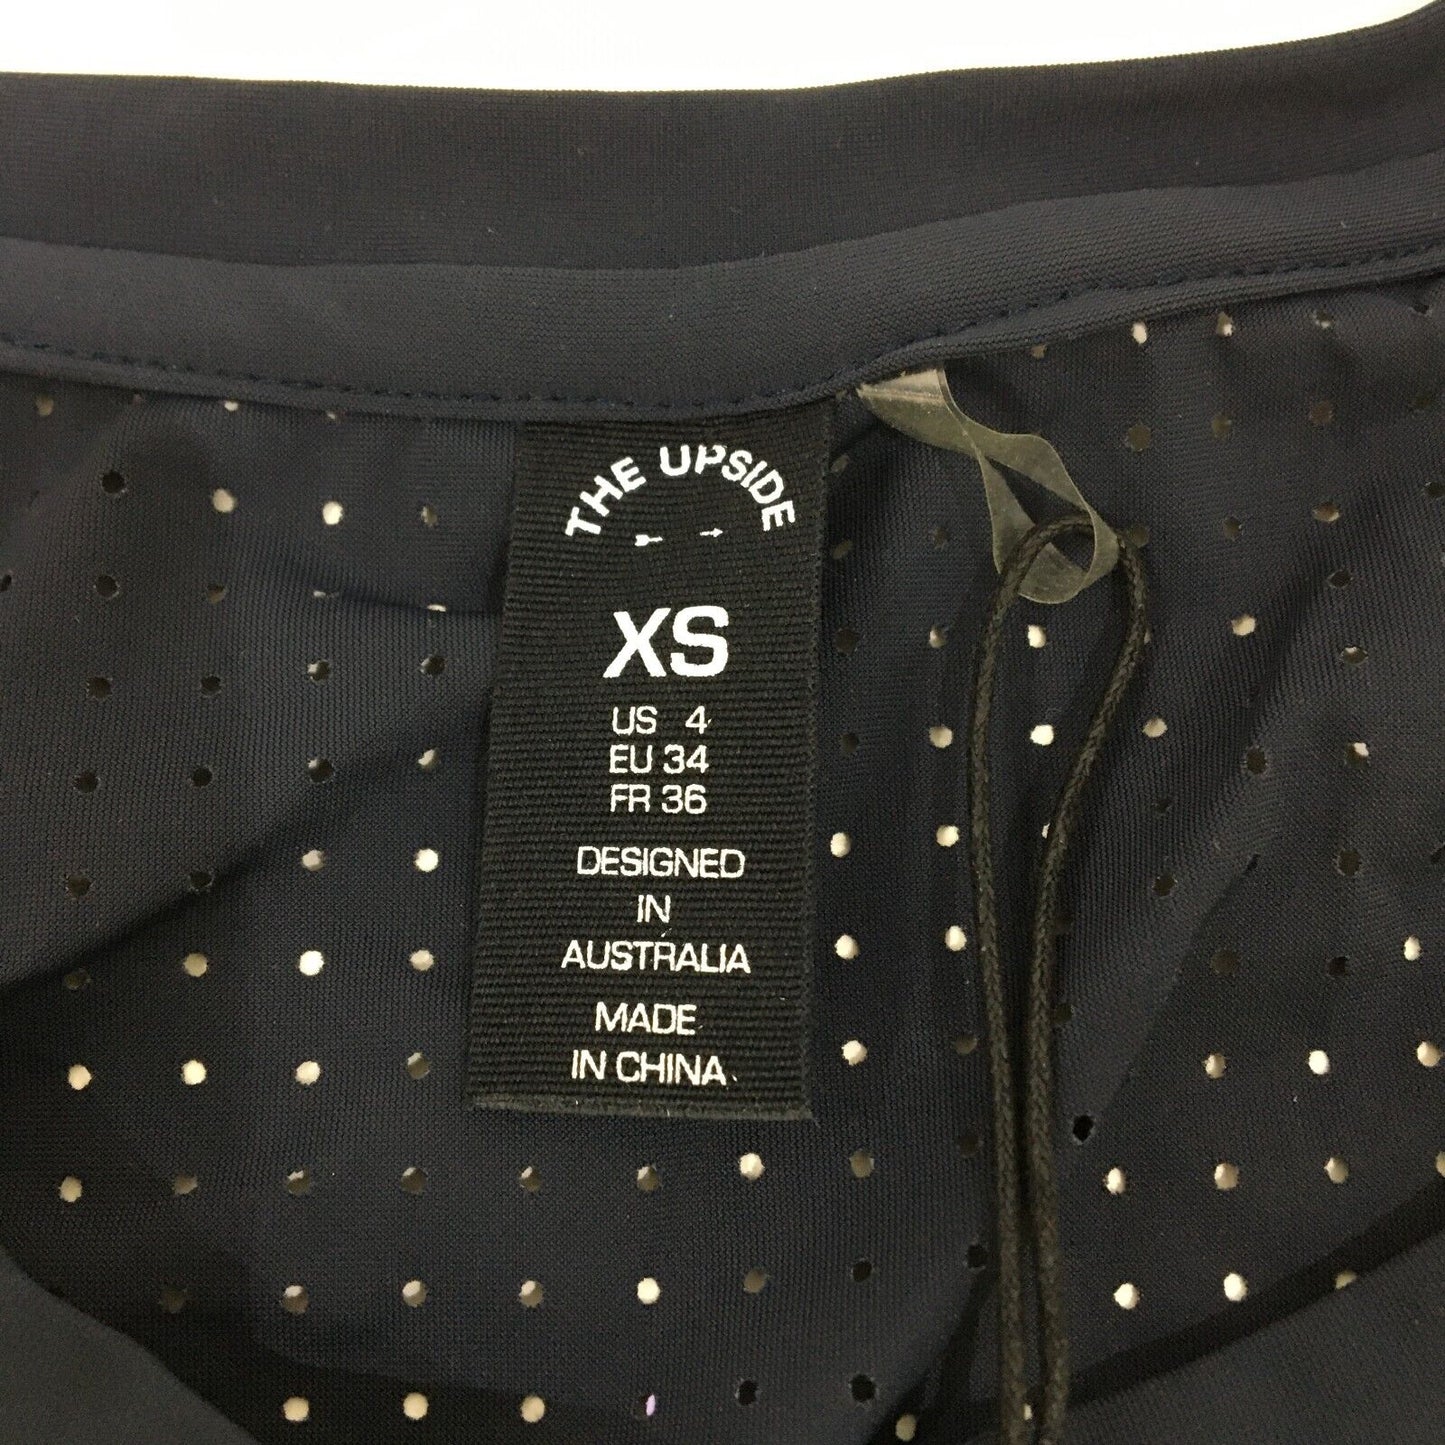 THE UPSIDE
XS
US 4
EU 34
FR 36
DESIGNED
IN
AUSTRALIA
MADE
IN CHINA